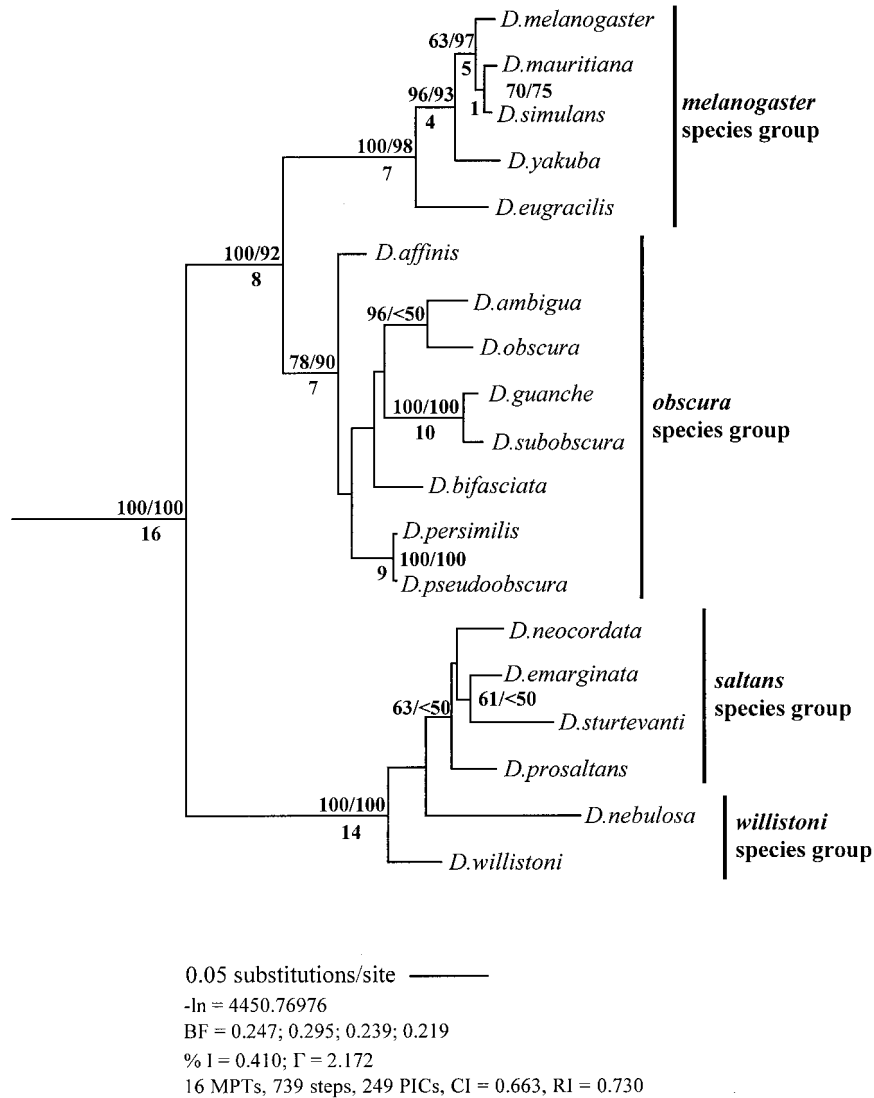 D.melanogaster
63/97
5
D.mauritiana
70/75
1
D.simulans
96/93
4
melanogaster
species group
100/98
7
D.yakuba
D.eugracilis
100/92
8
D.affinis
D.ambigua
96/<50
D.obscura
78/90
7
D.guanche
100/100
10
D.subobscura
obscura
species group
D.bifasciata
100/100
16
D.persimilis
100/100
9
D.pseudoobscura
D.neocordata
D.emarginata
61/<50
63/<50
D.sturtevanti
saltans
species group
D.prosaltans
100/100
14
D.nebulosa
willistoni
species group
D.willistoni
0.05 substitutions/site
-ln = 4450.76976
BF = 0.247; 0.295; 0.239; 0.219
% I = 0.410; Γ = 2.172
16 MPTs, 739 steps, 249 PICs, CI = 0.663, RI = 0.730